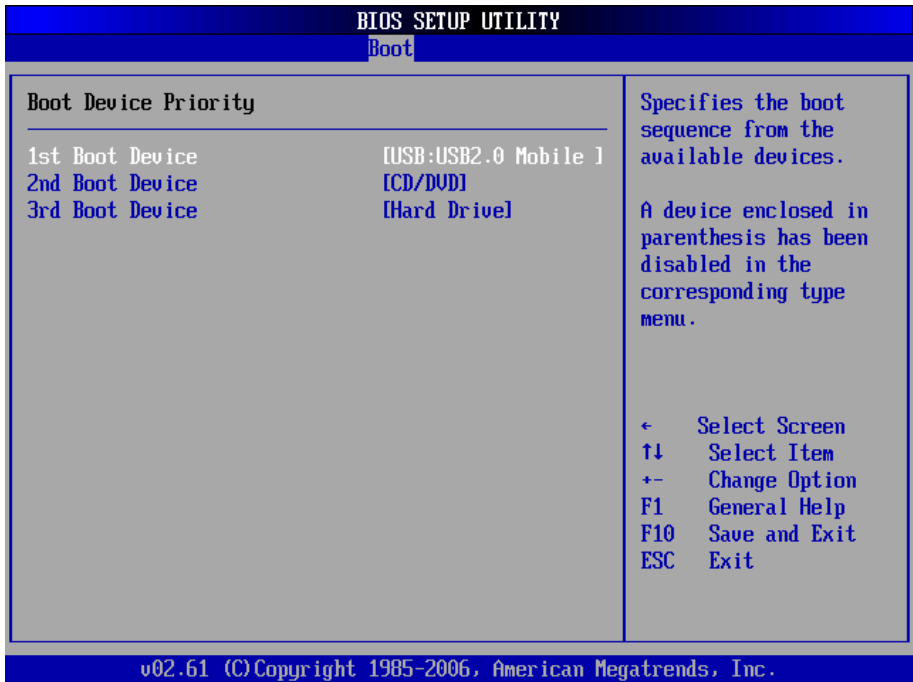 BIOS SETUP UTILITY
Boot
Boot Device Priority
1st Boot Device [USB:USB2.0 Mobile ]
2nd Boot Device [CD/DVD]
3rd Boot Device [Hard Drive]
Specifies the boot
sequence from the
available devices.
A device enclosed in
parenthesis has been
disabled in the
corresponding type
menu.
← Select Screen
↑↓ Select Item
+- Change Option
F1 General Help
F10 Save and Exit
ESC Exit
v02.61 (C)Copyright 1985-2006, American Megatrends, Inc.